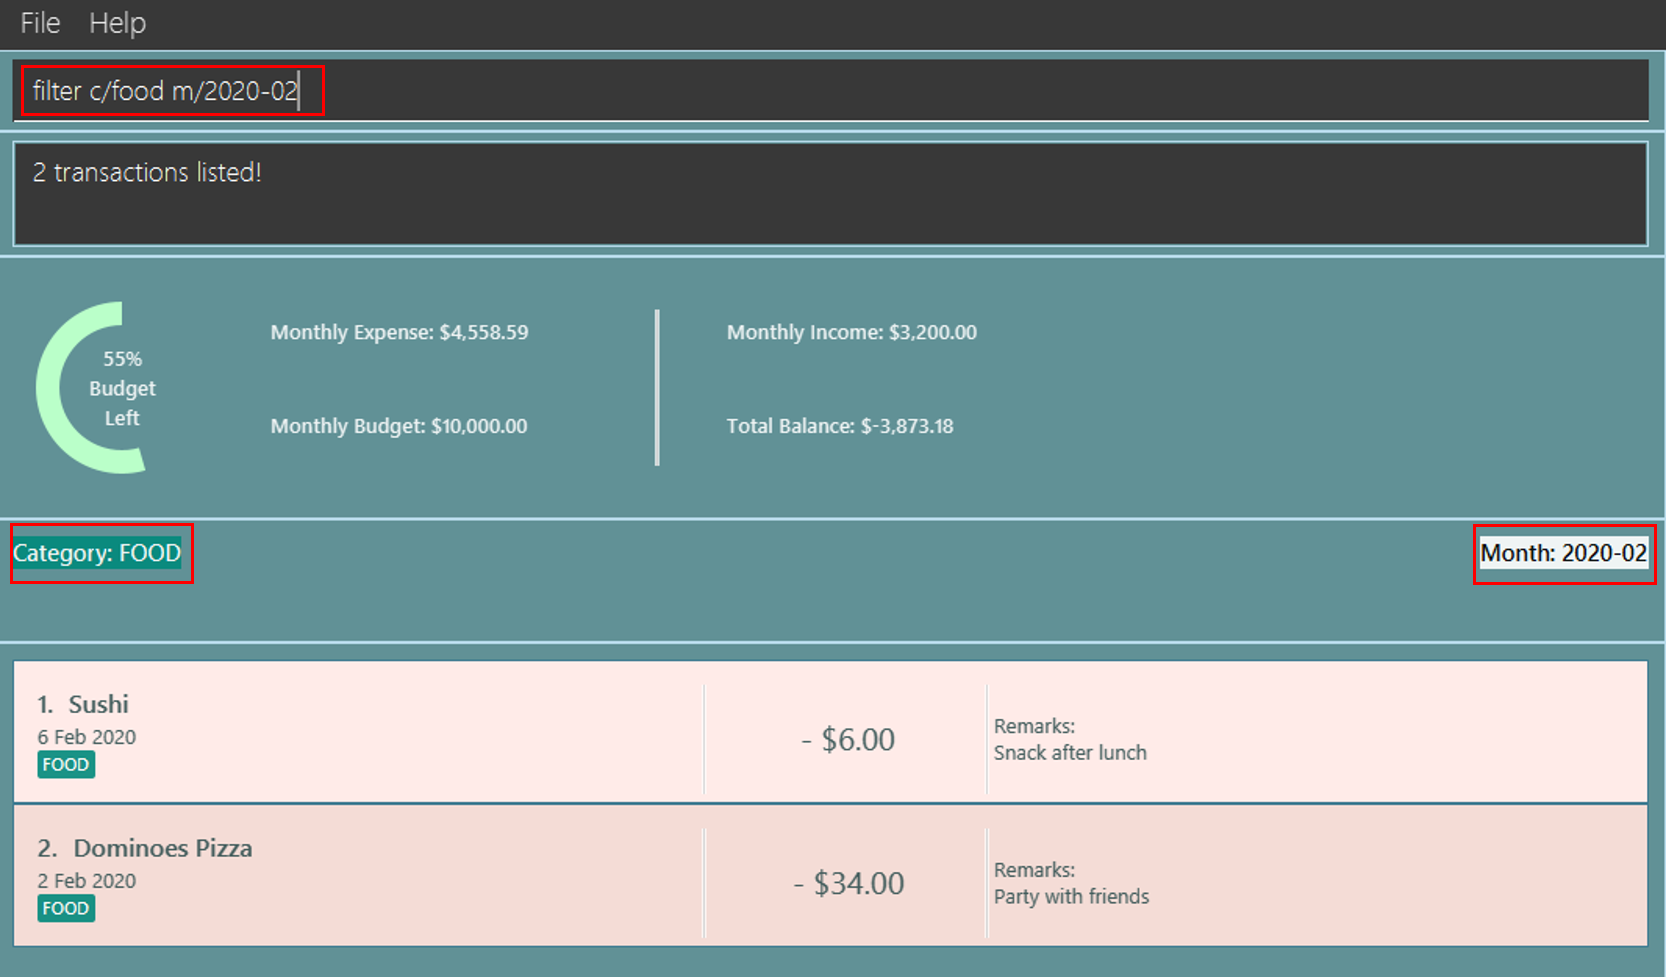 File Help
filter c/food m/2020-02
2 transactions listed!
55%
Budget
Left
Monthly Expense: $4,558.59
Monthly Income: $3,200.00
Monthly Budget: $10,000.00
Total Balance: $-3,873.18
Category: FOOD
Month: 2020-02
1. Sushi
6 Feb 2020
FOOD
- $6.00
Remarks:
Snack after lunch
2. Dominoes Pizza
2 Feb 2020
FOOD
- $34.00
Remarks:
Party with friends